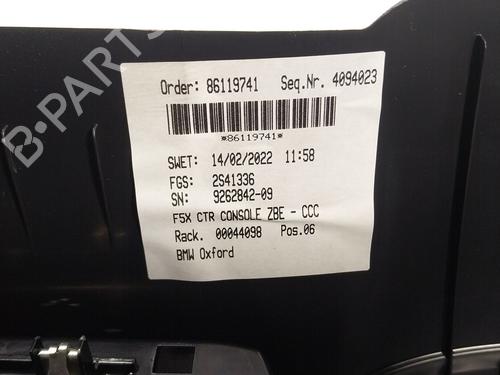 Order: 86119741 Seq.Nr. 4094023
*86119741*
SWET: 14/02/2022 11:58
FGS: 2S41336
SN: 9262842-09
F5X CTR CONSOLE ZBE - CCC
Rack. 00044098 Pos.06
BMW Oxford
B-PARTS